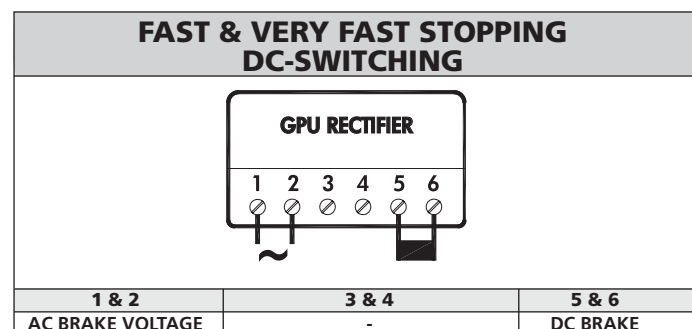 FAST & VERY FAST STOPPING
DC-SWITCHING
GPU RECTIFIER
1 2 3 4 5 6
~
1 & 2 3 & 4 5 & 6
AC BRAKE VOLTAGE - DC BRAKE